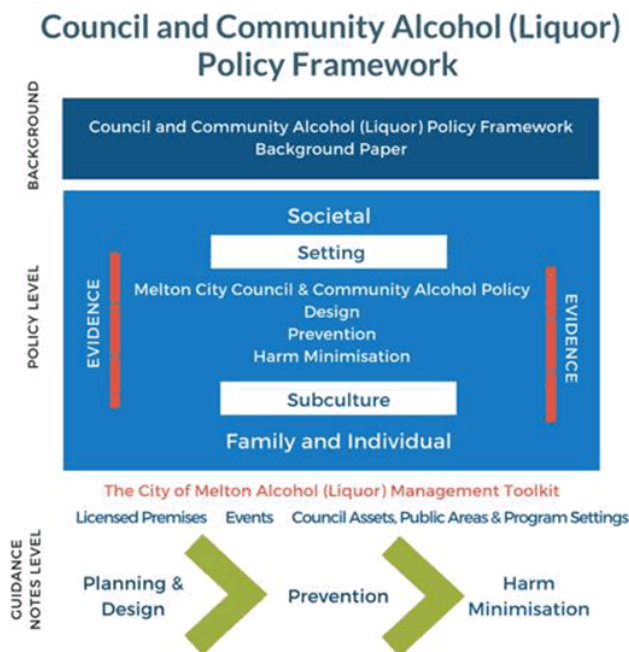 Council and Community Alcohol (Liquor)
Policy Framework
BACKGROUND
Council and Community Alcohol (Liquor) Policy Framework
Background Paper
POLICY LEVEL
Societal
Setting
EVIDENCE
Melton City Council & Community Alcohol Policy
Design
Prevention
Harm Minimisation
EVIDENCE
Subculture
Family and Individual
The City of Melton Alcohol (Liquor) Management Toolkit
Licensed Premises Events Council Assets, Public Areas & Program Settings
GUIDANCE
NOTES LEVEL
Planning &
Design
Prevention
Harm
Minimisation